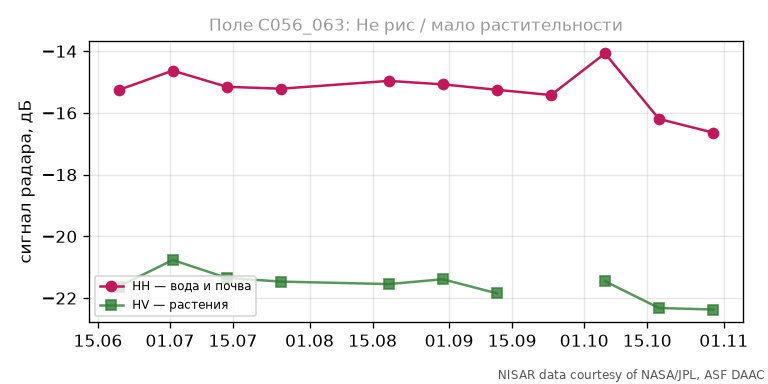 Поле C056_063: Не рис / мало растительности
сигнал радара, дБ
−14
−16
−18
−20
−22
HH — вода и почва
HV — растения
15.06 01.07 15.07 01.08 15.08 01.09 15.09 01.10 15.10 01.11
NISAR data courtesy of NASA/JPL, ASF DAAC